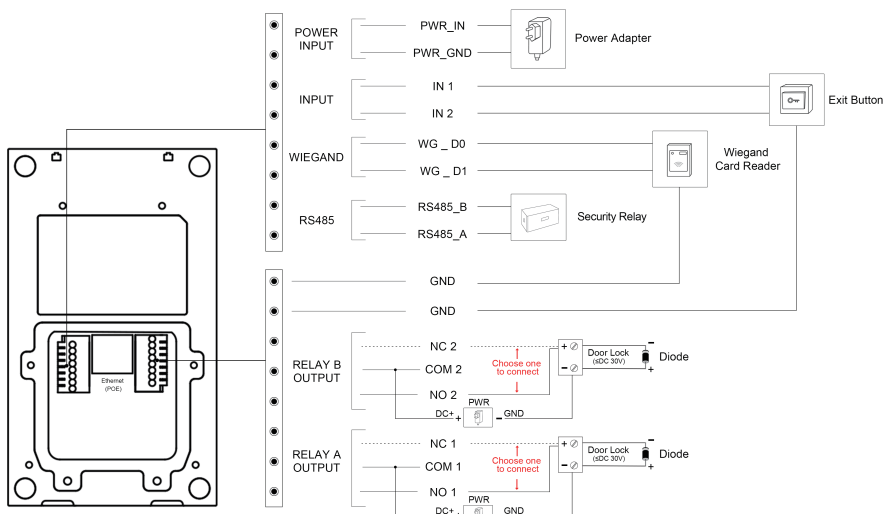 POWER
INPUT
PWR_IN
PWR_GND
Power Adapter
INPUT
IN 1
IN 2
Exit Button
WIEGAND
WG _ D0
WG _ D1
Wiegand
Card Reader
RS485
RS485_B
RS485_A
Security Relay
GND
GND
Ethernet
(POE)
RELAY B
OUTPUT
NC 2
COM 2
NO 2
Choose one
to connect
PWR
DC+ + - GND
+
-
Door Lock
(≤DC 30V)
-
Diode
+
RELAY A
OUTPUT
NC 1
COM 1
NO 1
Choose one
to connect
PWR
DC+ GND
+
-
Door Lock
(≤DC 30V)
-
Diode
+